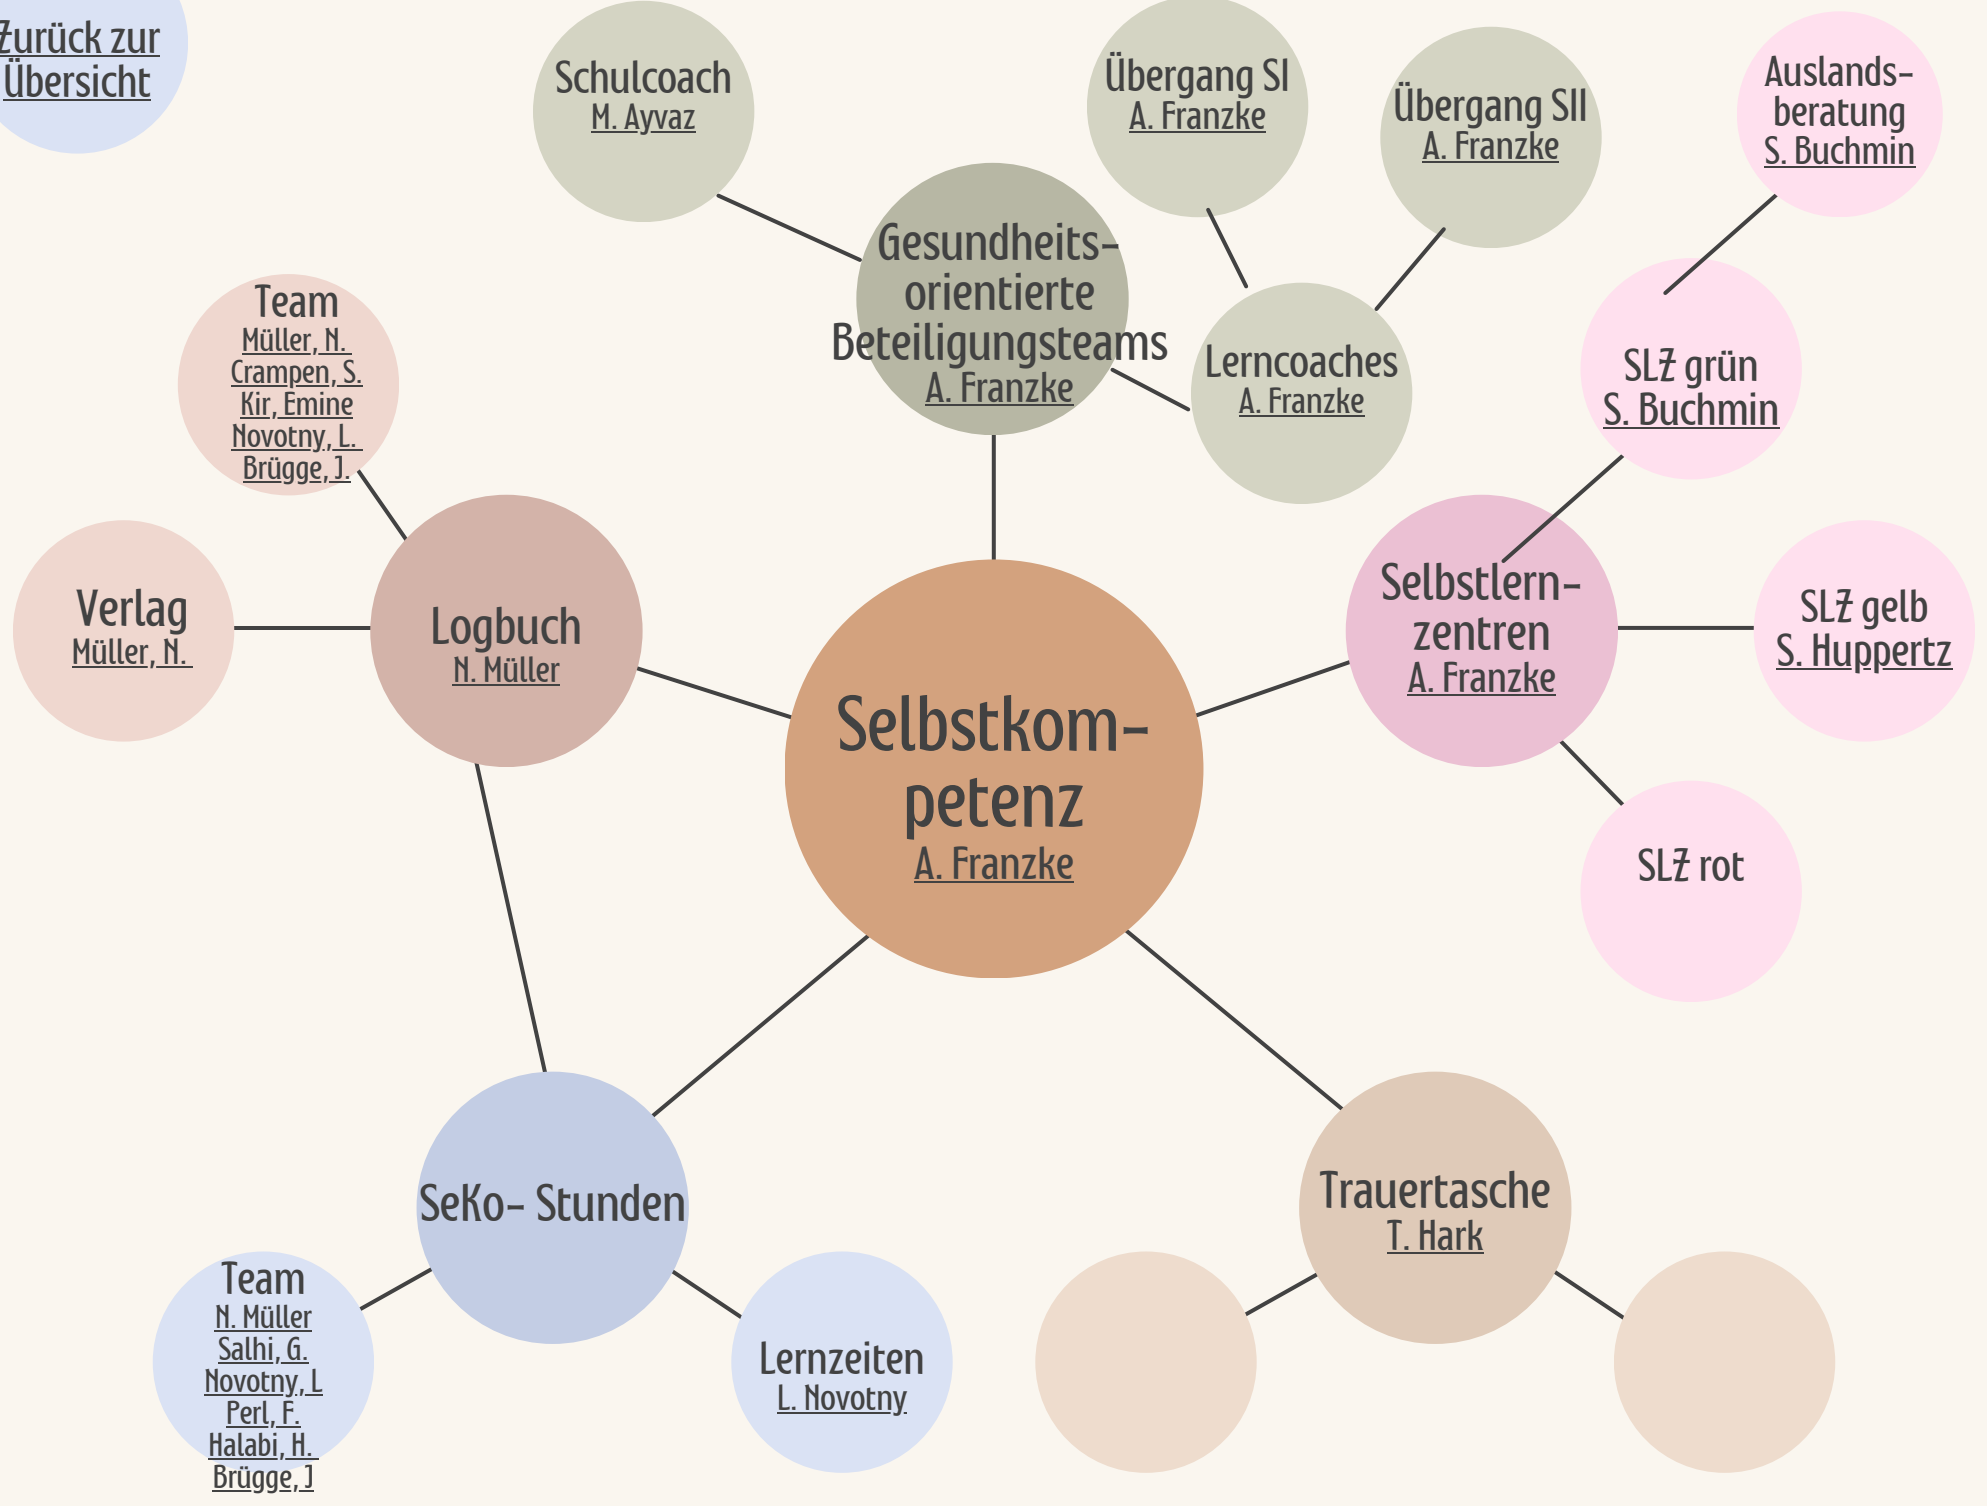 Zurück zur
Übersicht
Schulcoach
M. Ayvaz
Übergang SI
A. Franzke
Übergang SII
A. Franzke
Auslands-
beratung
S. Buchmin
Gesundheits-
orientierte
Beteiligungsteams
A. Franzke
Lerncoaches
A. Franzke
SLZ grün
S. Buchmin
Team
Müller, N.
Crampen, S.
Kir, Emine
Novotny, L.
Brügge, J.
Verlag
Müller, N.
Logbuch
N. Müller
Selbstkom-
petenz
A. Franzke
Selbstlern-
zentren
A. Franzke
SLZ gelb
S. Huppertz
SLZ rot
SeKo- Stunden
Trauertasche
T. Hark
Team
N. Müller
Salhi, G.
Novotny, L
Perl, F.
Halabi, H.
Brügge, J
Lernzeiten
L. Novotny